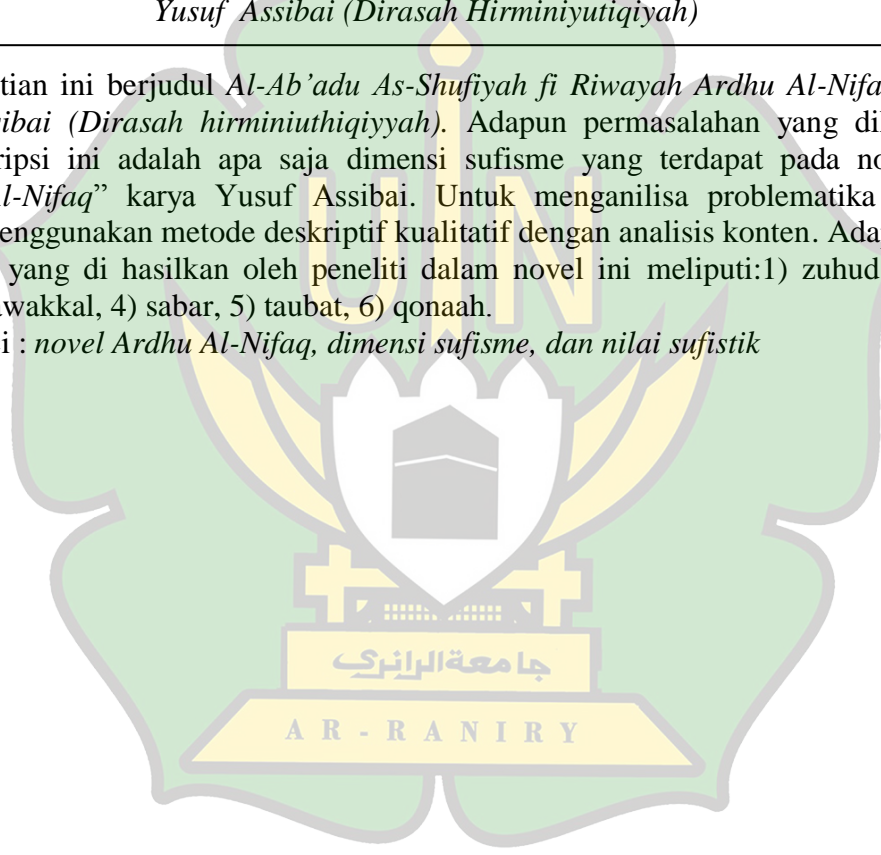 Yusuf Assibai (Dirasah Hirminiyutiqiyah)
tian ini berjudul Al-Ab’adu As-Shufiyah fi Riwayah Ardhu Al-Nifa
ibai (Dirasah hirminiuthiqiyyah). Adapun permasalahan yang dil
ripsi ini adalah apa saja dimensi sufisme yang terdapat pada no
l-Nifaq” karya Yusuf Assibai. Untuk menganilisa problematika
enggunakan metode deskriptif kualitatif dengan analisis konten. Ada
yang di hasilkan oleh peneliti dalam novel ini meliputi:1) zuhud
wakkal, 4) sabar, 5) taubat, 6) qonaah.
i : novel Ardhu Al-Nifaq, dimensi sufisme, dan nilai sufistik
UIN
جامعة الرانري
AR-RANIRY